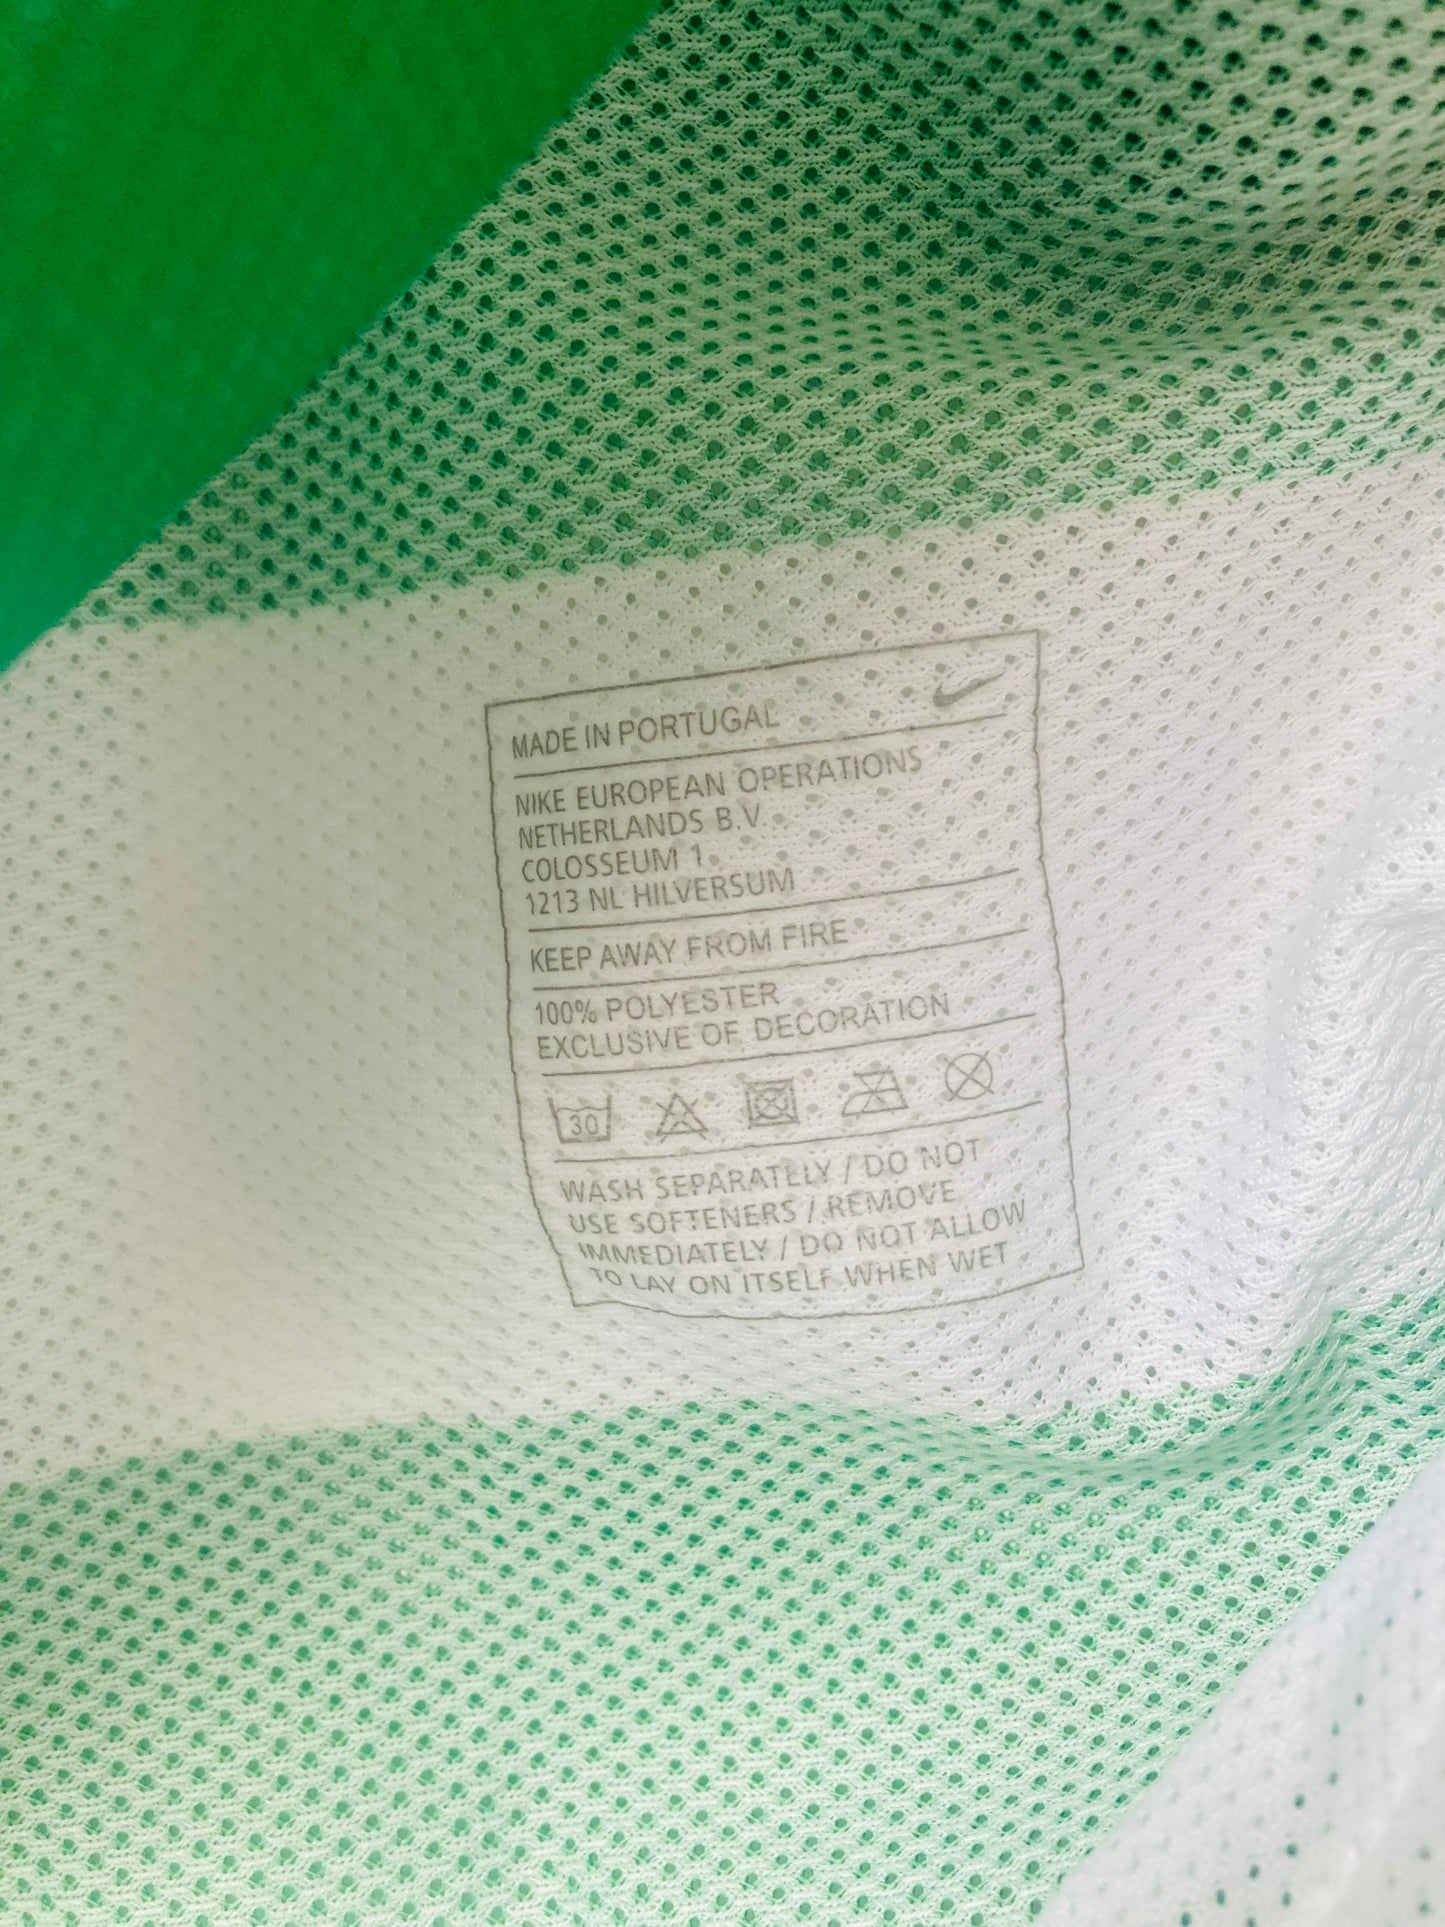 MADE IN PORTUGAL
NIKE EUROPEAN OPERATIONS
NETHERLANDS B.V.
COLOSSEUM 1
1213 NL HILVERSUM
KEEP AWAY FROM FIRE
100% POLYESTER
EXCLUSIVE OF DECORATION
30
WASH SEPARATELY / DO NOT
USE SOFTENERS / REMOVE
IMMEDIATELY / DO NOT ALLOW
TO LAY ON ITSELF WHEN WET